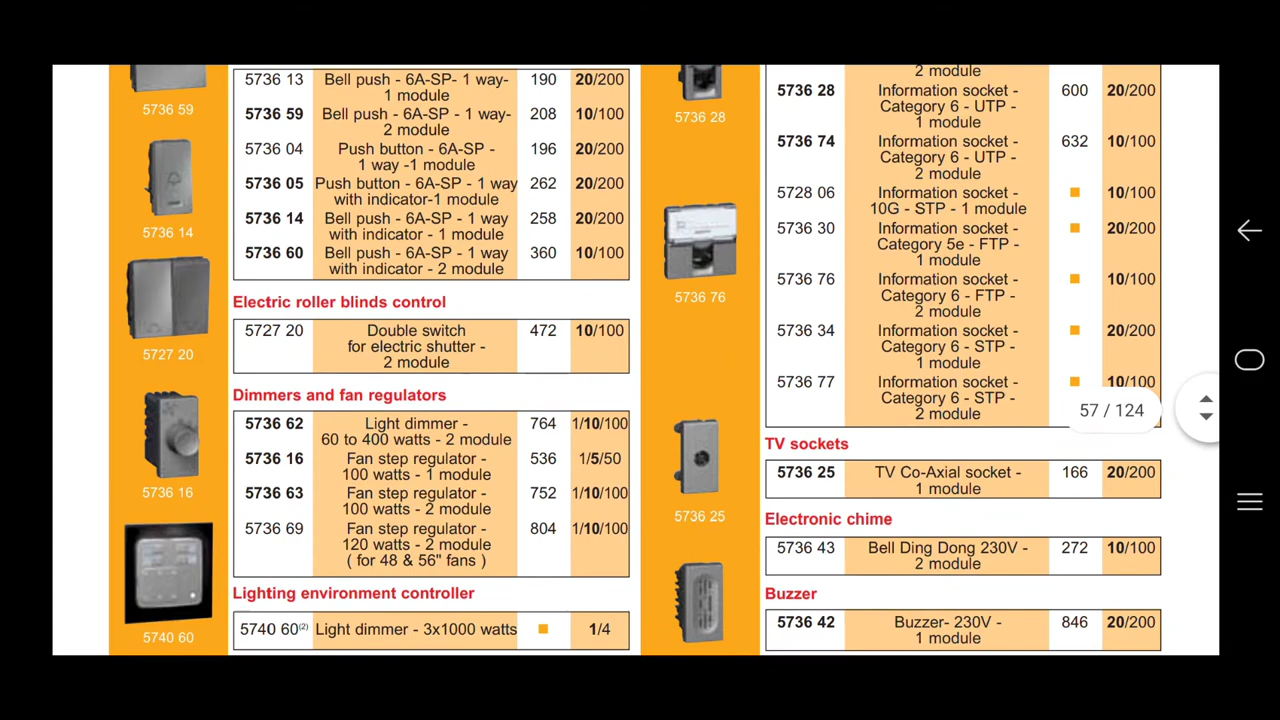 5736 59
5736 14
5727 20
5736 16
5740 60
5736 13 Bell push - 6A-SP- 1 way- 190 20/200
1 module
5736 59 Bell push - 6A-SP - 1 way- 208 10/100
2 module
5736 04 Push button - 6A-SP - 196 20/200
1 way -1 module
5736 05 Push button - 6A-SP - 1 way 262 20/200
with indicator-1 module
5736 14 Bell push - 6A-SP - 1 way 258 20/200
with indicator - 1 module
5736 60 Bell push - 6A-SP - 1 way 360 10/100
with indicator - 2 module
Electric roller blinds control
5727 20 Double switch 472 10/100
for electric shutter -
2 module
Dimmers and fan regulators
5736 62 Light dimmer - 764 1/10/100
60 to 400 watts - 2 module
5736 16 Fan step regulator - 536 1/5/50
100 watts - 1 module
5736 63 Fan step regulator - 752 1/10/100
100 watts - 2 module
5736 69 Fan step regulator - 804 1/10/100
120 watts - 2 module
( for 48 & 56" fans )
Lighting environment controller
5740 60(2) Light dimmer - 3x1000 watts ■ 1/4
5736 28
5736 76
5736 25
2 module
5736 28 Information socket - 600 20/200
Category 6 - UTP -
1 module
5736 74 Information socket - 632 10/100
Category 6 - UTP -
2 module
5728 06 Information socket - ■ 10/100
10G - STP - 1 module
5736 30 Information socket - ■ 20/200
Category 5e - FTP -
1 module
5736 76 Information socket - ■ 10/100
Category 6 - FTP -
2 module
5736 34 Information socket - ■ 20/200
Category 6 - STP -
1 module
5736 77 Information socket - ■ 10/100
Category 6 - STP -
2 module
57 / 124
TV sockets
5736 25 TV Co-Axial socket - 166 20/200
1 module
Electronic chime
5736 43 Bell Ding Dong 230V - 272 10/100
2 module
Buzzer
5736 42 Buzzer- 230V - 846 20/200
1 module